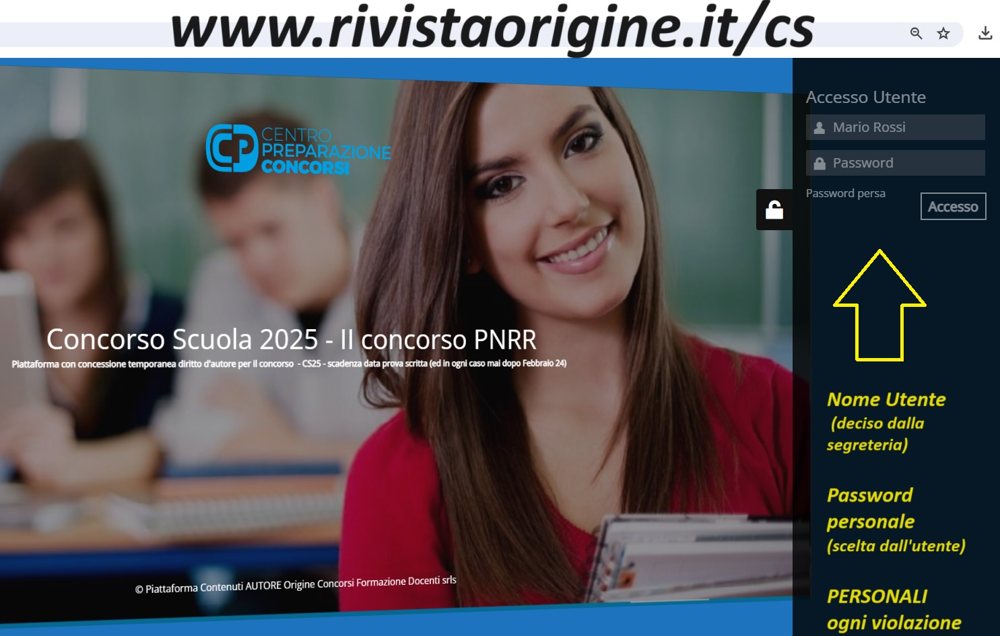 www.rivistaorigine.it/cs
Accesso Utente
Mario Rossi
Password
Password persa
Accesso
CP CENTRO
PREPARAZIONE
CONCORSI
Concorso Scuola 2025 - II concorso PNRR
Piattaforma con concessione temporanea diritto d'autore per il concorso - CS25 - scadenza data prova scritta (ed in ogni caso mai dopo Febbraio 24)
© Piattaforma Contenuti AUTORE Origine Concorsi Formazione Docenti srls
Nome Utente
(deciso dalla
segreteria)
Password
personale
(scelta dall'utente)
PERSONALI
ogni violazione